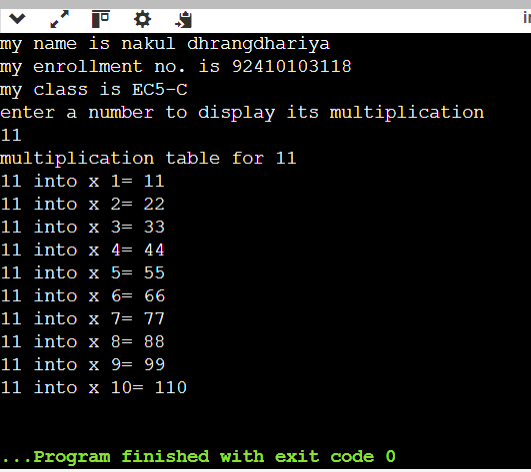 my name is nakul dhrangdhariya
my enrollment no. is 92410103118
my class is EC5-C
enter a number to display its multiplication
11
multiplication table for 11
11 into x 1= 11
11 into x 2= 22
11 into x 3= 33
11 into x 4= 44
11 into x 5= 55
11 into x 6= 66
11 into x 7= 77
11 into x 8= 88
11 into x 9= 99
11 into x 10= 110
...Program finished with exit code 0